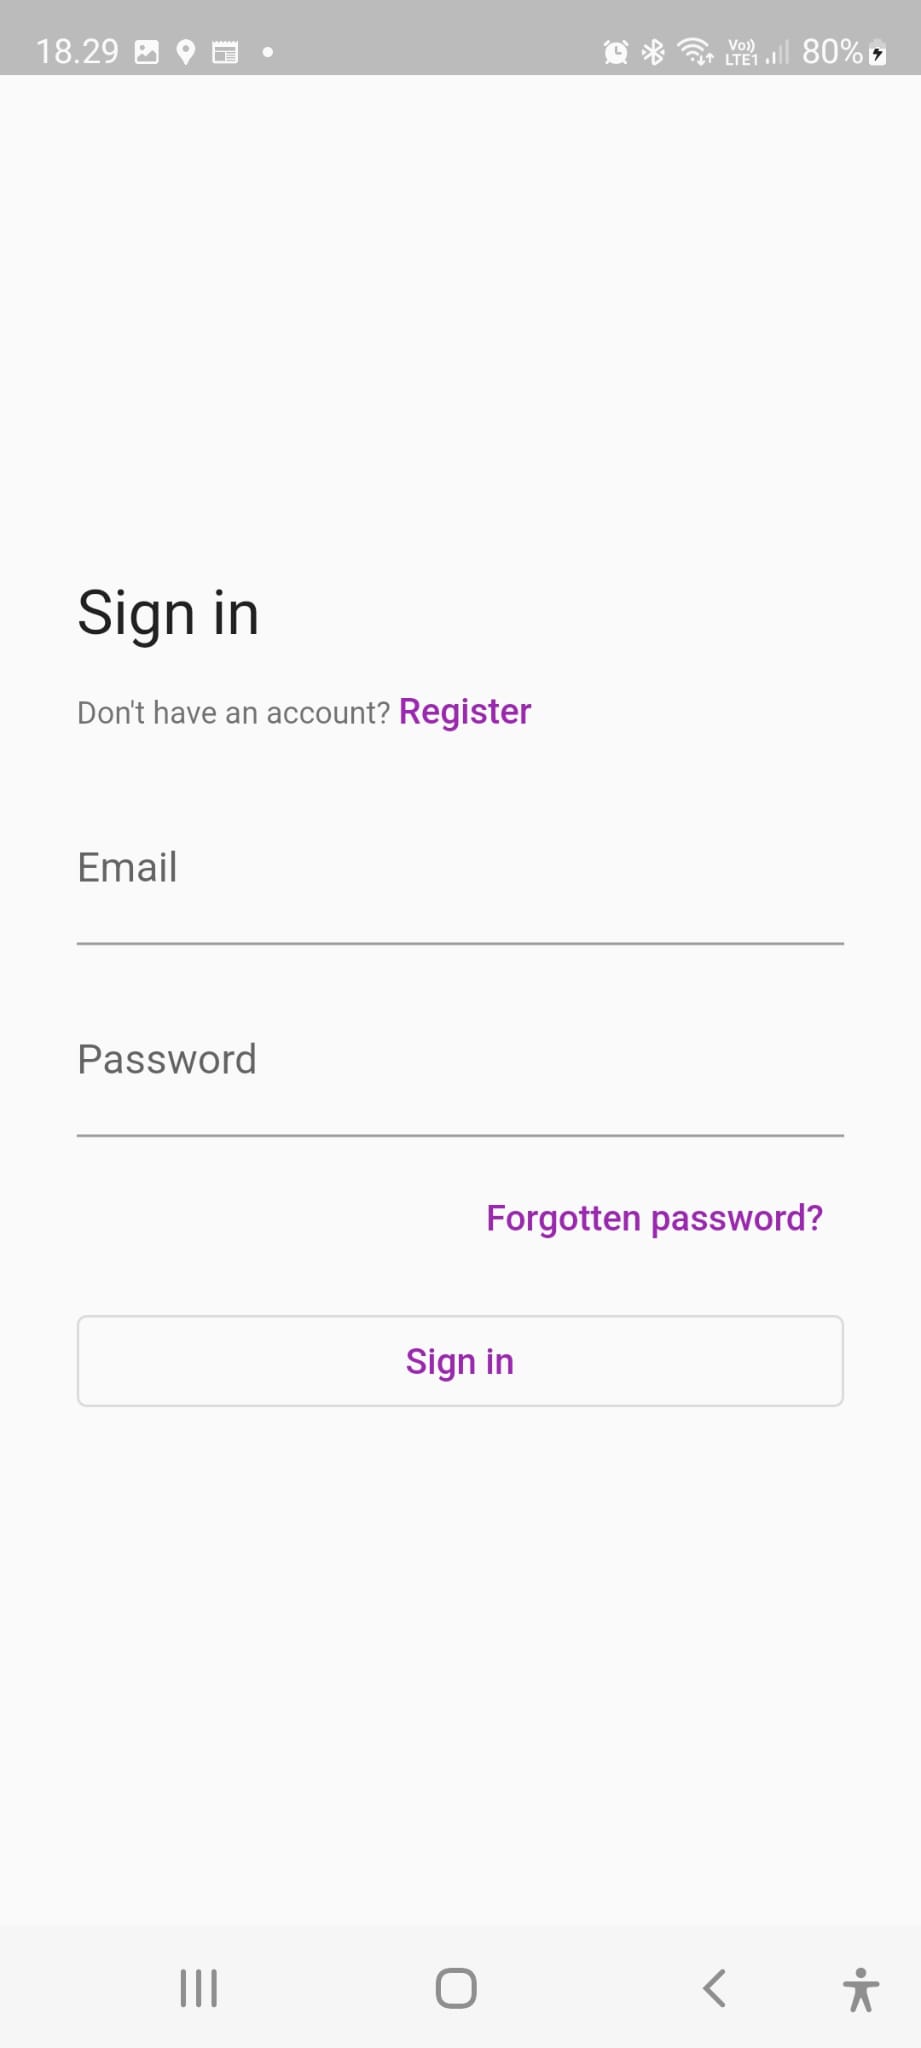 18.29 Vo)) LTE1 80%
Sign in
Don't have an account? Register
Email
Password
Forgotten password?
Sign in